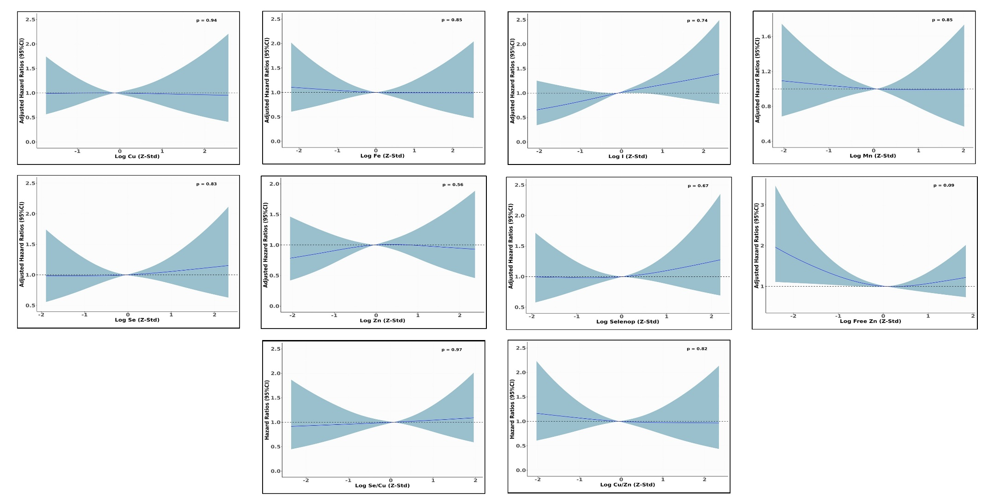 p = 0.94
2.5
2.0
1.5
1.0
0.5
0.0
Adjusted Hazard Ratios (95%CI)
-1 0 1 2
Log Cu (Z-Std)
p = 0.85
2.5
2.0
1.5
1.0
0.5
0.0
Adjusted Hazard Ratios (95%CI)
-2 -1 0 1 2
Log Fe (Z-Std)
p = 0.74
2.5
2.0
1.5
1.0
0.5
0.0
Adjusted Hazard Ratios (95%CI)
-2 -1 0 1 2
Log I (Z-Std)
p = 0.85
1.6
1.2
0.8
0.4
Adjusted Hazard Ratios (95%CI)
-2 -1 0 1 2
Log Mn (Z-Std)
p = 0.83
2.5
2.0
1.5
1.0
0.5
Adjusted Hazard Ratios (95%CI)
-2 -1 0 1 2
Log Se (Z-Std)
p = 0.56
2.0
1.5
1.0
0.5
0.0
Adjusted Hazard Ratios (95%CI)
-2 -1 0 1 2
Log Zn (Z-Std)
p = 0.67
2.5
2.0
1.5
1.0
0.5
Adjusted Hazard Ratios (95%CI)
-2 -1 0 1 2
Log Selenop (Z-Std)
p = 0.09
3
2
1
Adjusted Hazard Ratios (95%CI)
-2 -1 0 1 2
Log Free Zn (Z-Std)
p = 0.97
2.5
2.0
1.5
1.0
0.5
0.0
Hazard Ratios (95%CI)
-2 -1 0 1 2
Log Se/Cu (Z-Std)
p = 0.82
2.5
2.0
1.5
1.0
0.5
0.0
Hazard Ratios (95%CI)
-2 -1 0 1 2
Log Cu/Zn (Z-Std)